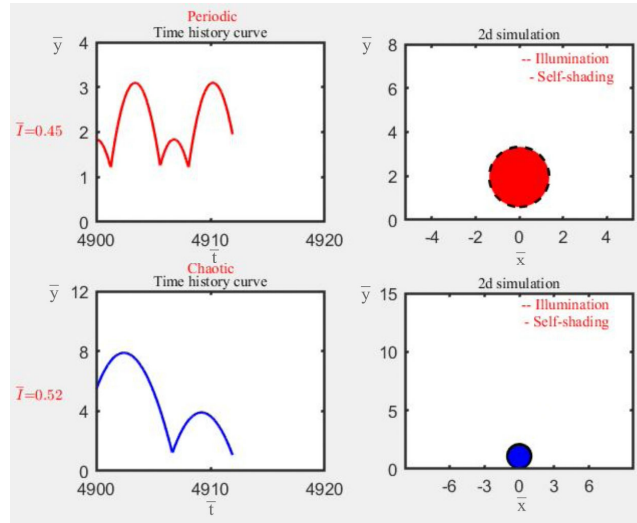 Periodic
Time history curve
2d simulation
y̅
4
3
2
1
0
I̅=0.45
4900
4910
4920
t̅
y̅
8
6
4
2
0
-- Illumination
- Self-shading
-4
-2
0
2
4
x̅
Chaotic
Time history curve
2d simulation
y̅
12
8
4
0
I̅=0.52
4900
4910
4920
t̅
y̅
15
10
5
0
-- Illumination
- Self-shading
-6
-3
0
3
6
x̅